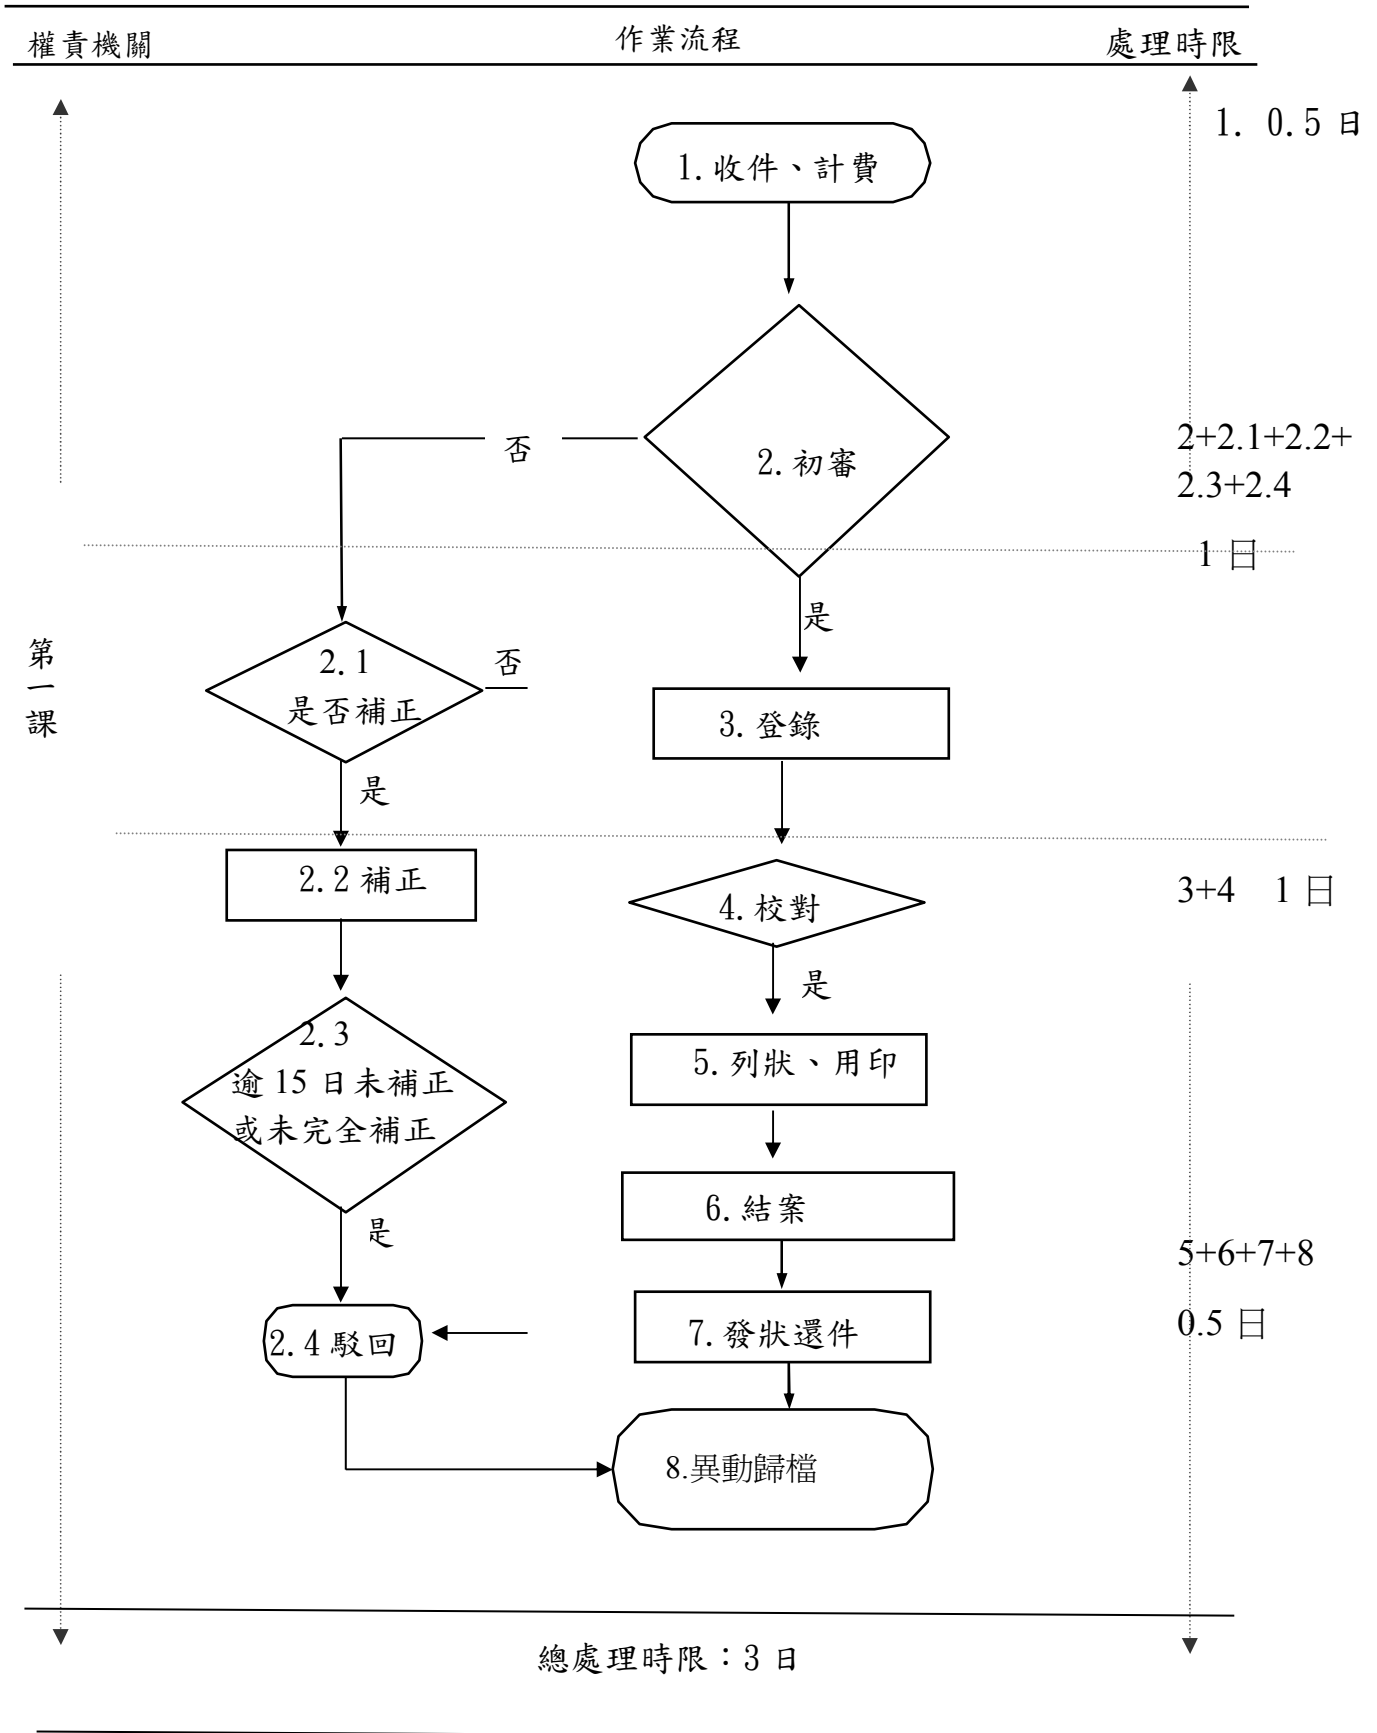 權責機關
作業流程
處理時限
1. 0.5 日
1.收件、計費
否
2.初審
2+2.1+2.2+
2.3+2.4
1 日
是
第
一
課
2.1
是否補正
否
3.登錄
是
2.2 補正
4.校對
3+4 1 日
是
2.3
逾 15 日未補正
或未完全補正
5.列狀、用印
6.結案
是
5+6+7+8
0.5 日
2.4 駁回
7.發狀還件
8.異動歸檔
總處理時限：3 日